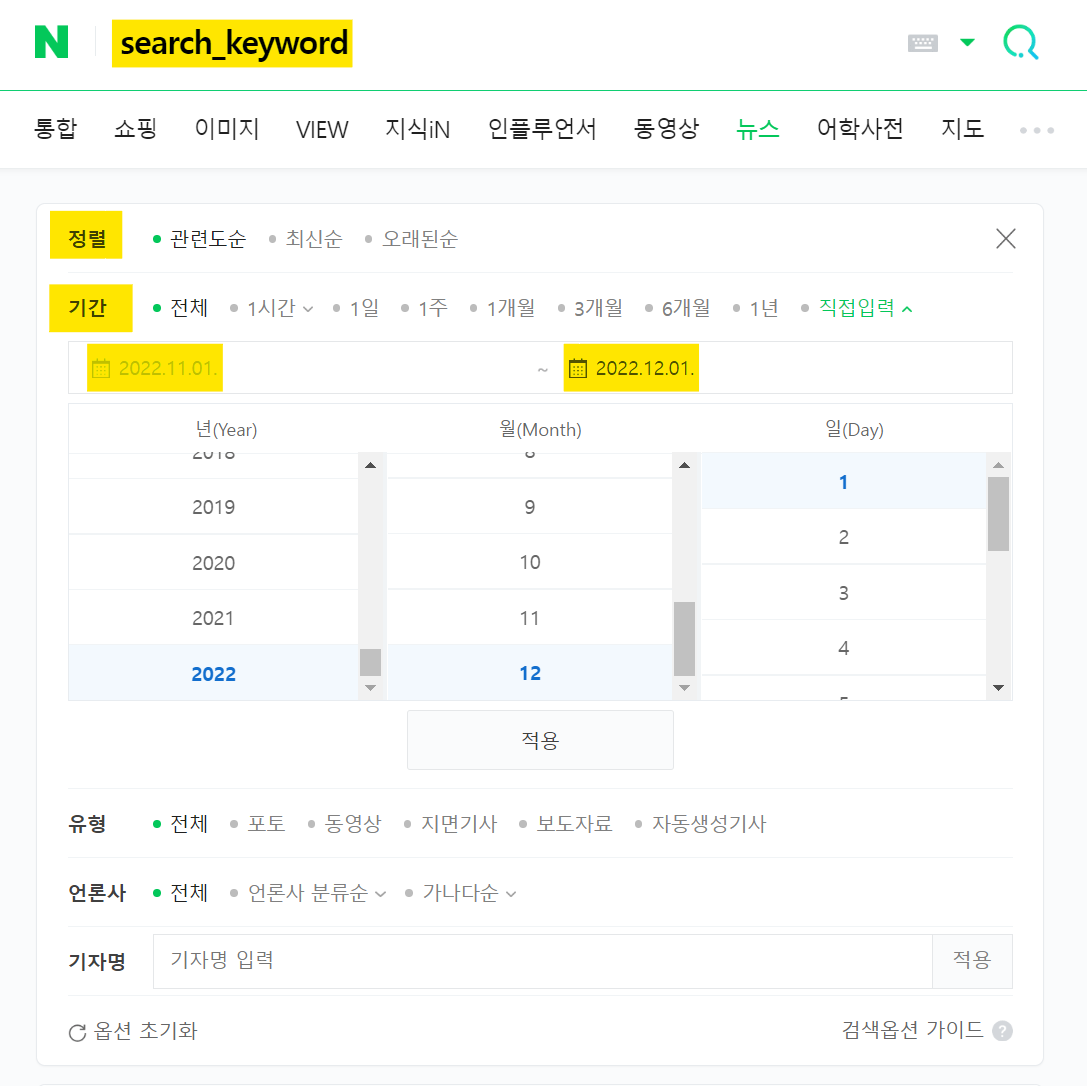 N search_keyword
통합 쇼핑 이미지 VIEW 지식iN 인플루언서 동영상 뉴스 어학사전 지도
정렬 관련도순 최신순 오래된순
기간 전체 1시간 1일 1주 1개월 3개월 6개월 1년 직접입력
2022.11.01. ~ 2022.12.01.
년(Year) 월(Month) 일(Day)
2018 8 1
2019 9 2
2020 10 3
2021 11 4
2022 12 5
적용
유형 전체 포토 동영상 지면기사 보도자료 자동생성기사
언론사 전체 언론사 분류순 가나다순
기자명 기자명 입력 적용
옵션 초기화 검색옵션 가이드 ?